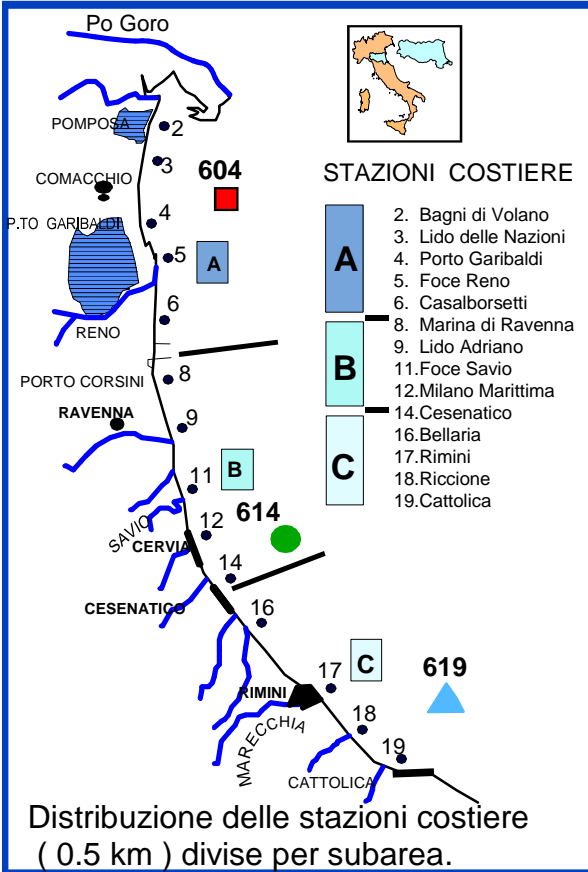 Po Goro
POMPOSA
2
3
604
COMACCHIO
STAZIONI COSTIERE
P.TO GARIBALDI
4
5
A
6
RENO
PORTO CORSINI
8
RAVENNA
9
B
11
614
SAVIO
12
CERVIA
14
CESENATICO
16
17
C
619
RIMINI
MARECCHIA
18
19
CATTOLICA
A
B
C
2. Bagni di Volano
3. Lido delle Nazioni
4. Porto Garibaldi
5. Foce Reno
6. Casalborsetti
8. Marina di Ravenna
9. Lido Adriano
11.Foce Savio
12.Milano Marittima
14.Cesenatico
16.Bellaria
17.Rimini
18.Riccione
19.Cattolica
Distribuzione delle stazioni costiere
( 0.5 km ) divise per subarea.